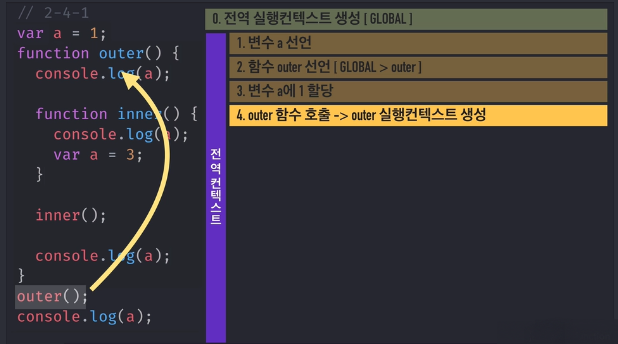 // 2-4-1
var a = 1;
function outer() {
console.log(a);
function inner() {
console.log(a);
var a = 3;
}
inner();
console.log(a);
}
outer();
console.log(a);
0. 전역 실행컨텍스트 생성 [ GLOBAL ]
전역 컨텍스트
1. 변수 a 선언
2. 함수 outer 선언 [ GLOBAL > outer ]
3. 변수 a에 1 할당
4. outer 함수 호출 -> outer 실행컨텍스트 생성